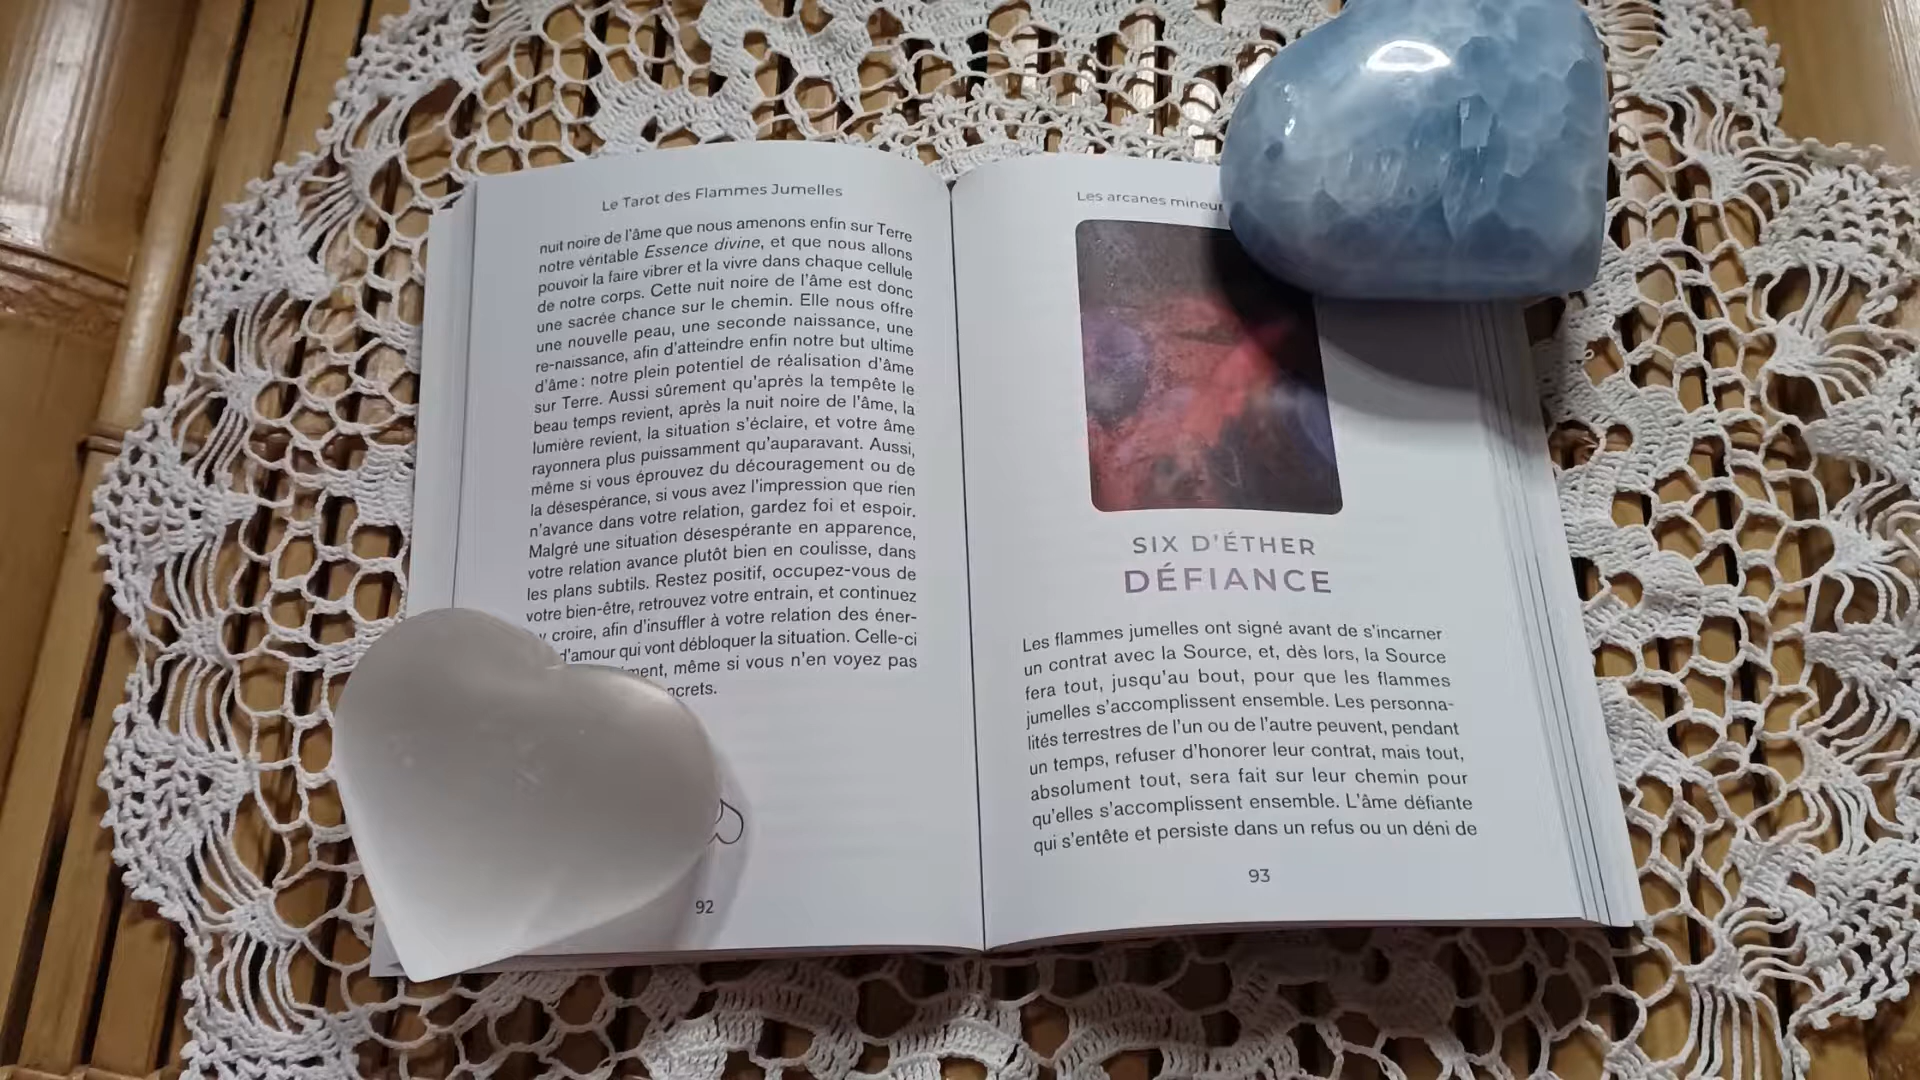 Le Tarot des Flammes Jumelles
nuit noire de l'âme que nous amenons enfin sur Terre
notre véritable Essence divine, et que nous allons
pouvoir la faire vibrer et la vivre dans chaque cellule
de notre corps. Cette nuit noire de l'âme est donc
une sacrée chance sur le chemin. Elle nous offre
une nouvelle peau, une seconde naissance, une
re-naissance, afin d'atteindre enfin notre but ultime
d'âme : notre plein potentiel de réalisation d'âme
sur Terre. Aussi sûrement qu'après la tempête le
beau temps revient, après la nuit noire de l'âme, la
lumière revient, la situation s'éclaire, et votre âme
rayonnera plus puissamment qu'auparavant. Aussi,
même si vous éprouvez du découragement ou de
la désespérance, si vous avez l'impression que rien
n'avance dans votre relation, gardez foi et espoir.
Malgré une situation désespérante en apparence,
votre relation avance plutôt bien en coulisse, dans
les plans subtils. Restez positif, occupez-vous de
votre bien-être, retrouvez votre entrain, et continuez
y croire, afin d'insuffler à votre relation des éner-
d'amour qui vont débloquer la situation. Celle-ci
même si vous n'en voyez pas
92
Les arcanes mineur
SIX D'ÉTHER
DÉFIANCE
Les flammes jumelles ont signé avant de s'incarner
un contrat avec la Source, et, dès lors, la Source
fera tout, jusqu'au bout, pour que les flammes
jumelles s'accomplissent ensemble. Les personna-
lités terrestres de l'un ou de l'autre peuvent, pendant
un temps, refuser d'honorer leur contrat, mais tout,
absolument tout, sera fait sur leur chemin pour
qu'elles s'accomplissent ensemble. L'âme défiante
qui s'entête et persiste dans un refus ou un déni de
93